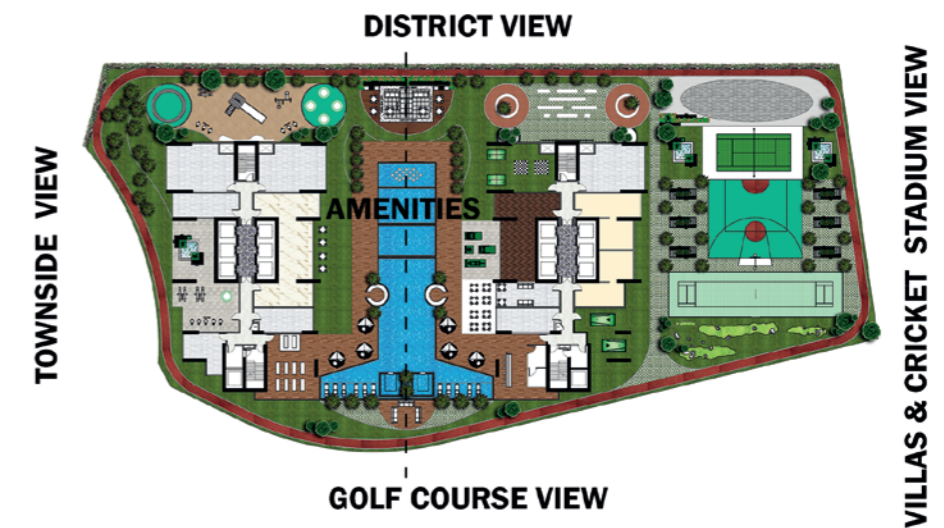 DISTRICT VIEW
TOWNSIDE VIEW
AMENITIES
VILLAS & CRICKET STADIUM VIEW
GOLF COURSE VIEW